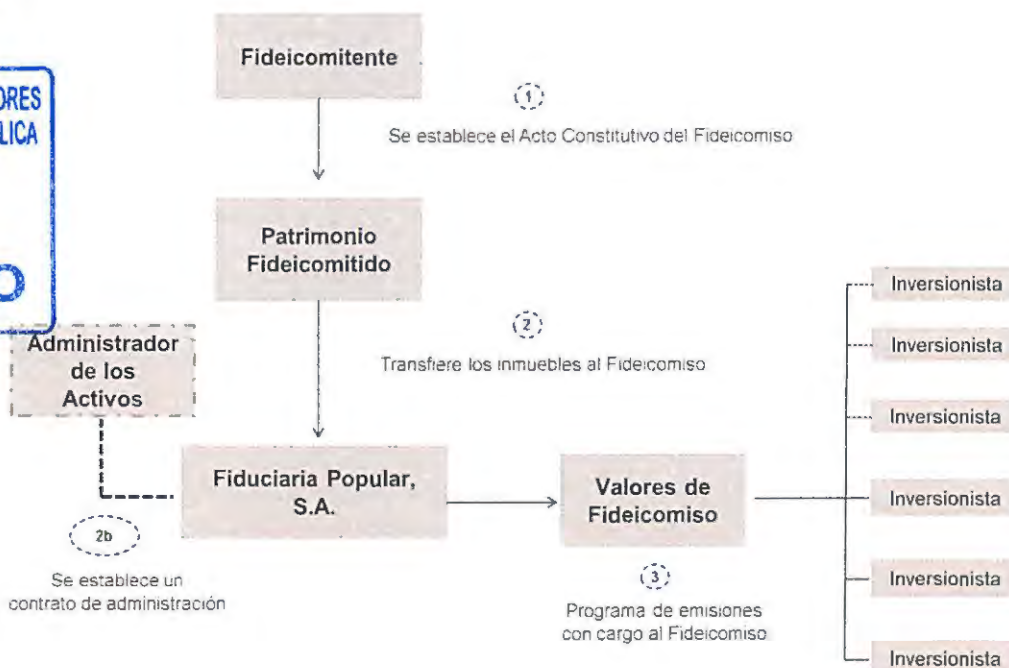 Fideicomitente
ORES
LICA
O
1
Se establece el Acto Constitutivo del Fideicomiso
Patrimonio
Fideicomitido
2
Transfiere los inmuebles al Fideicomiso
Administrador
de los
Activos
Fiduciaria Popular,
S.A.
Valores de
Fideicomiso
2b
Se establece un
contrato de administración
3
Programa de emisiones
con cargo al Fideicomiso
Inversionista
Inversionista
Inversionista
Inversionista
Inversionista
Inversionista